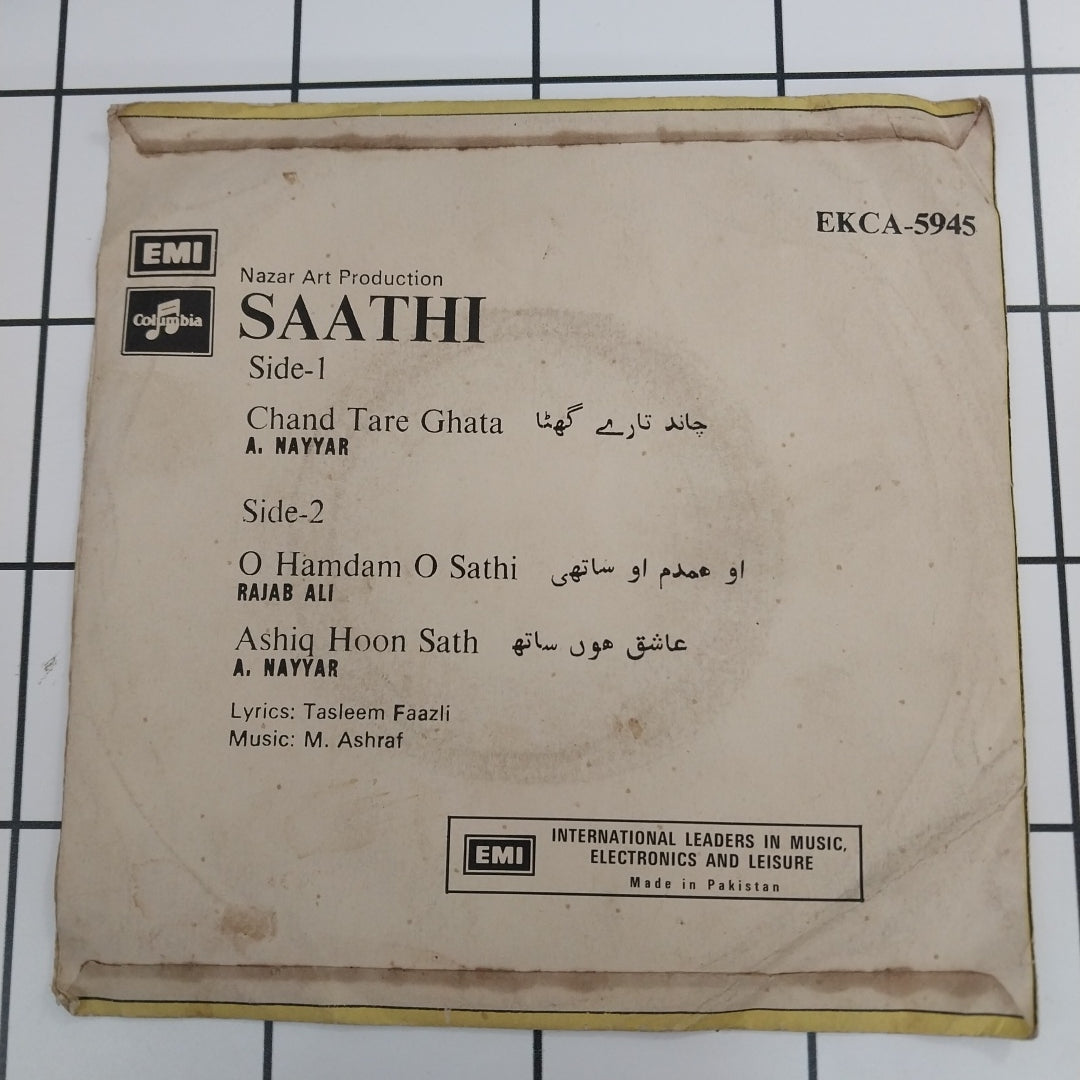 EKCA-5945
EMI
Columbia
Nazar Art Production
SAATHI
Side-1
Chand Tare Ghata چاند تارے گھٹا
A. NAYYAR
Side-2
O Hamdam O Sathi او ہمدم او ساتھی
RAJAB ALI
Ashiq Hoon Sath عاشق ہوں ساتھ
A. NAYYAR
Lyrics: Tasleem Faazli
Music: M. Ashraf
EMI
INTERNATIONAL LEADERS IN MUSIC,
ELECTRONICS AND LEISURE
Made in Pakistan